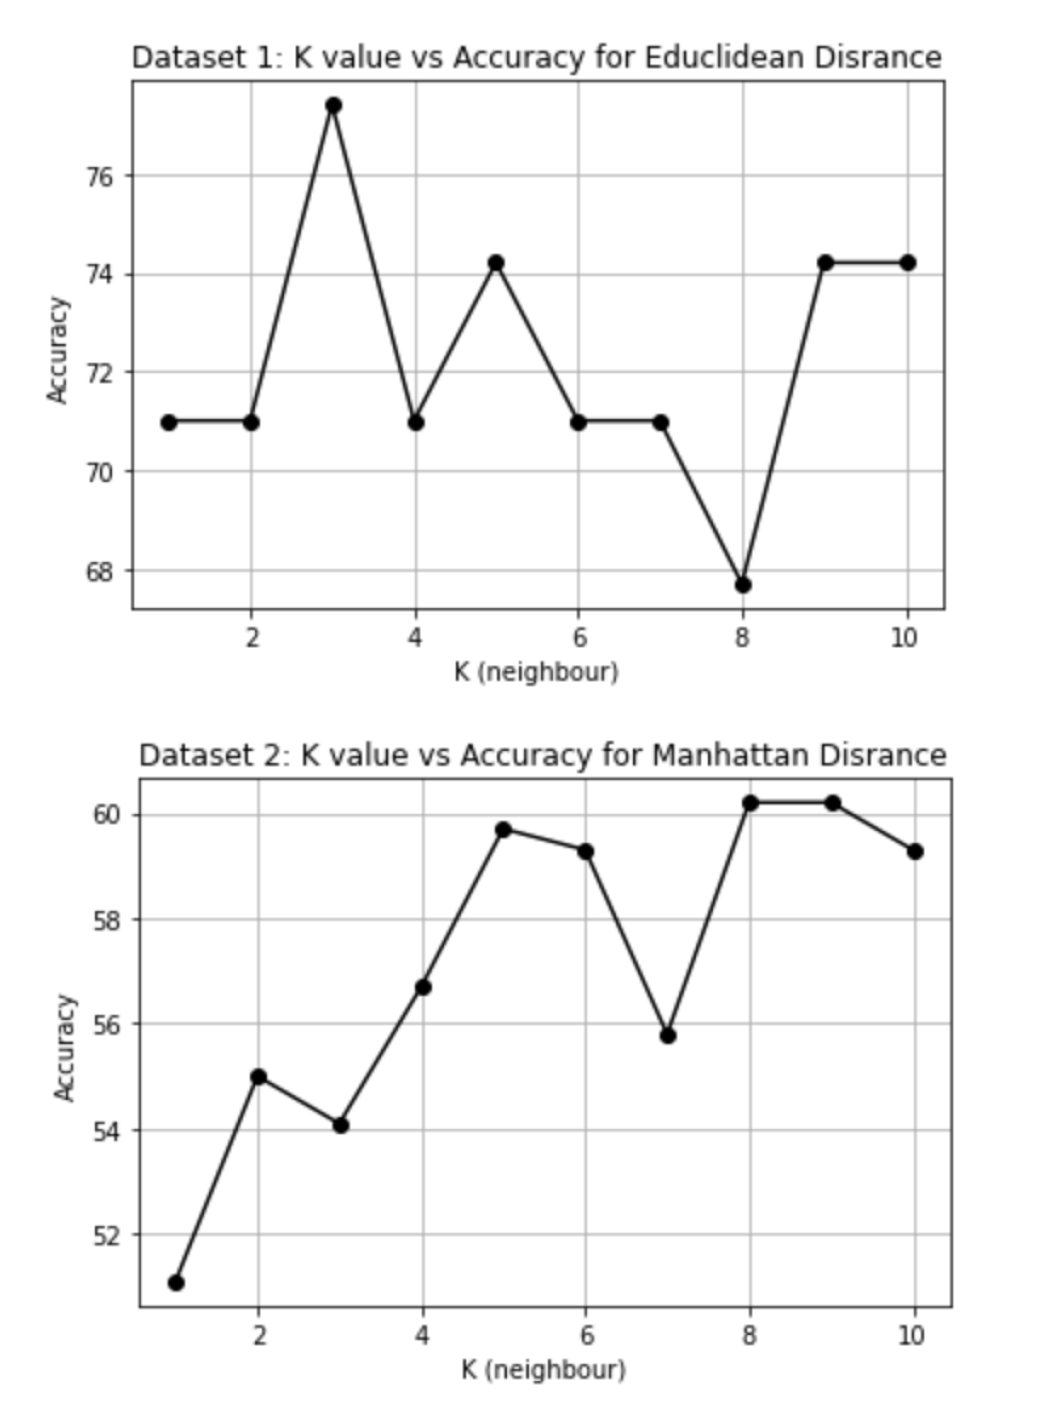 Dataset 1: K value vs Accuracy for Educlidean Disrance
76
74
72
70
68
Accuracy
2 4 6 8 10
K (neighbour)
Dataset 2: K value vs Accuracy for Manhattan Disrance
60
58
56
54
52
Accuracy
2 4 6 8 10
K (neighbour)